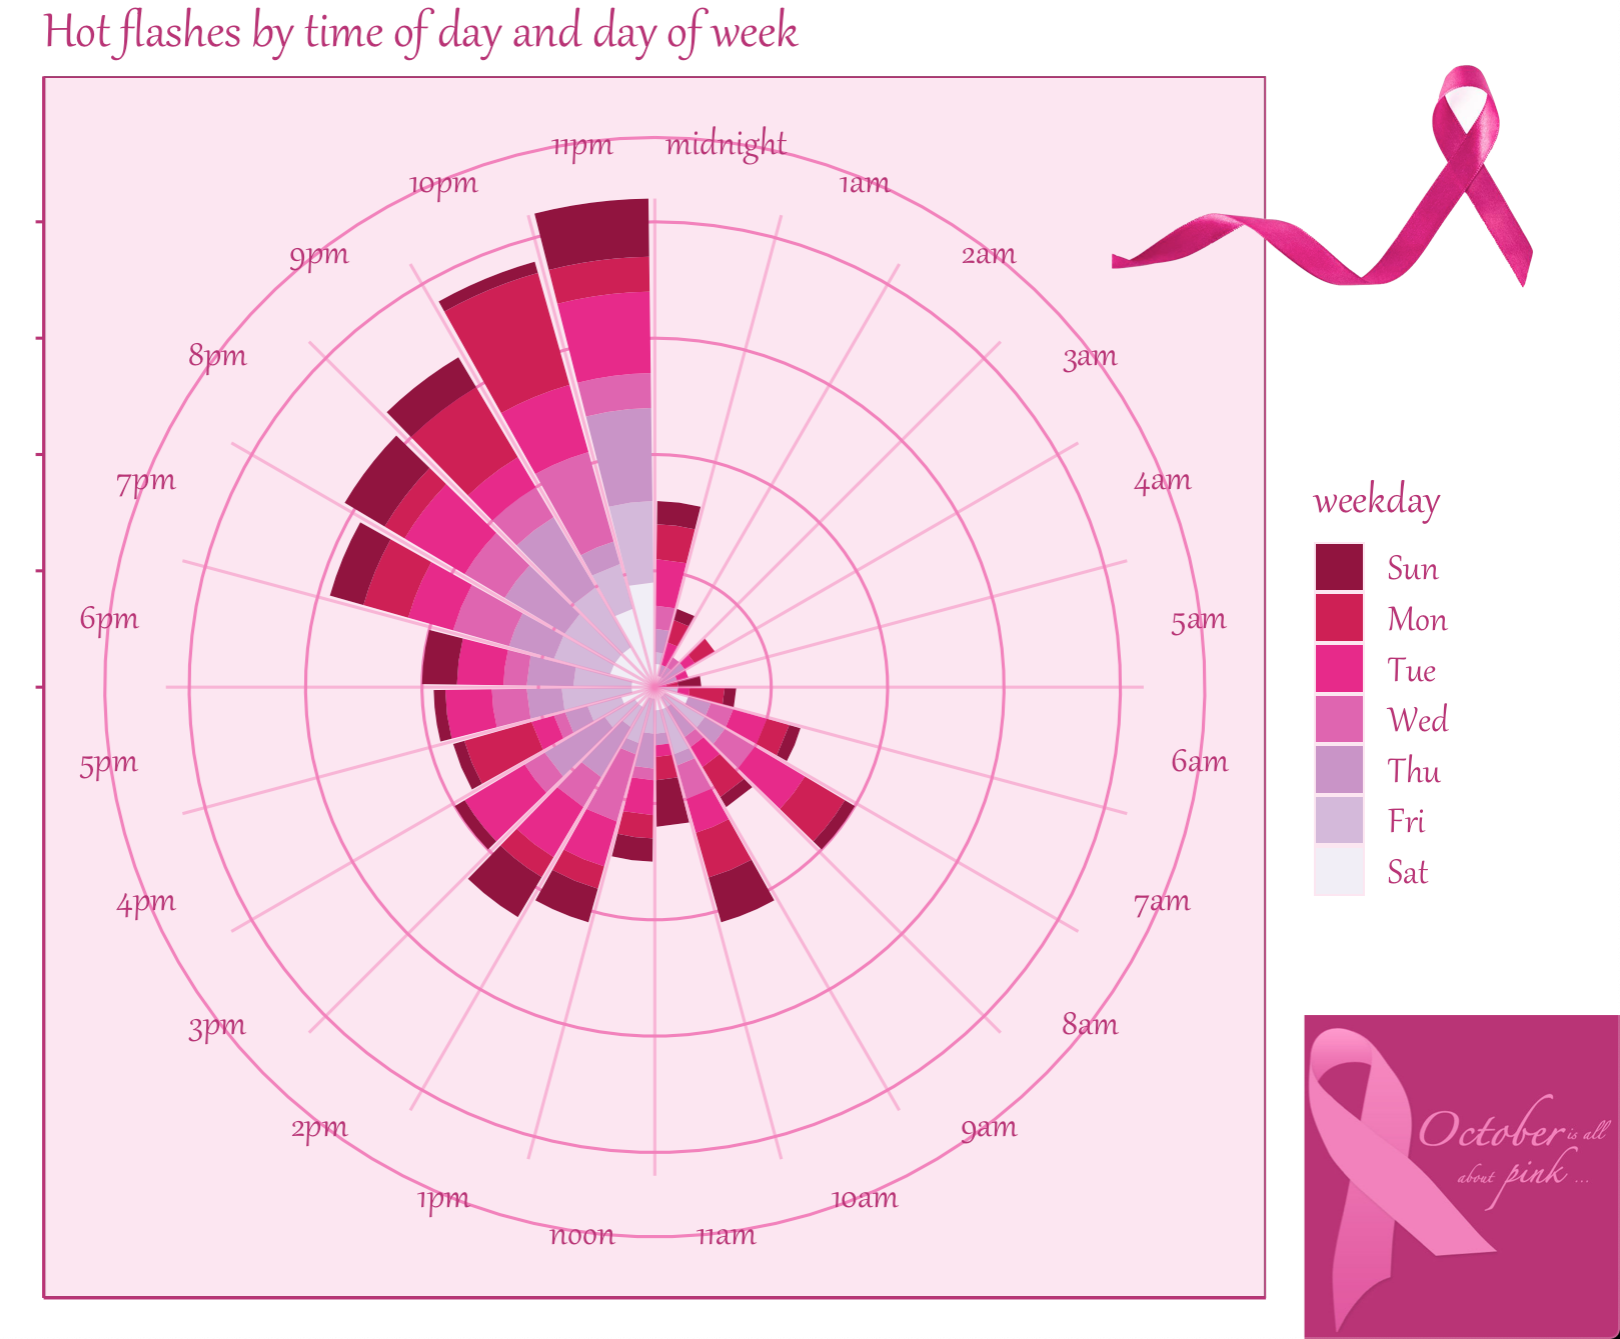 Hot flashes by time of day and day of week
11pm
midnight
10pm
1am
9pm
2am
8pm
3am
7pm
4am
6pm
5am
5pm
6am
4pm
7am
3pm
8am
2pm
9am
1pm
10am
noon
11am
weekday
Sun
Mon
Tue
Wed
Thu
Fri
Sat
October is all
about pink ...